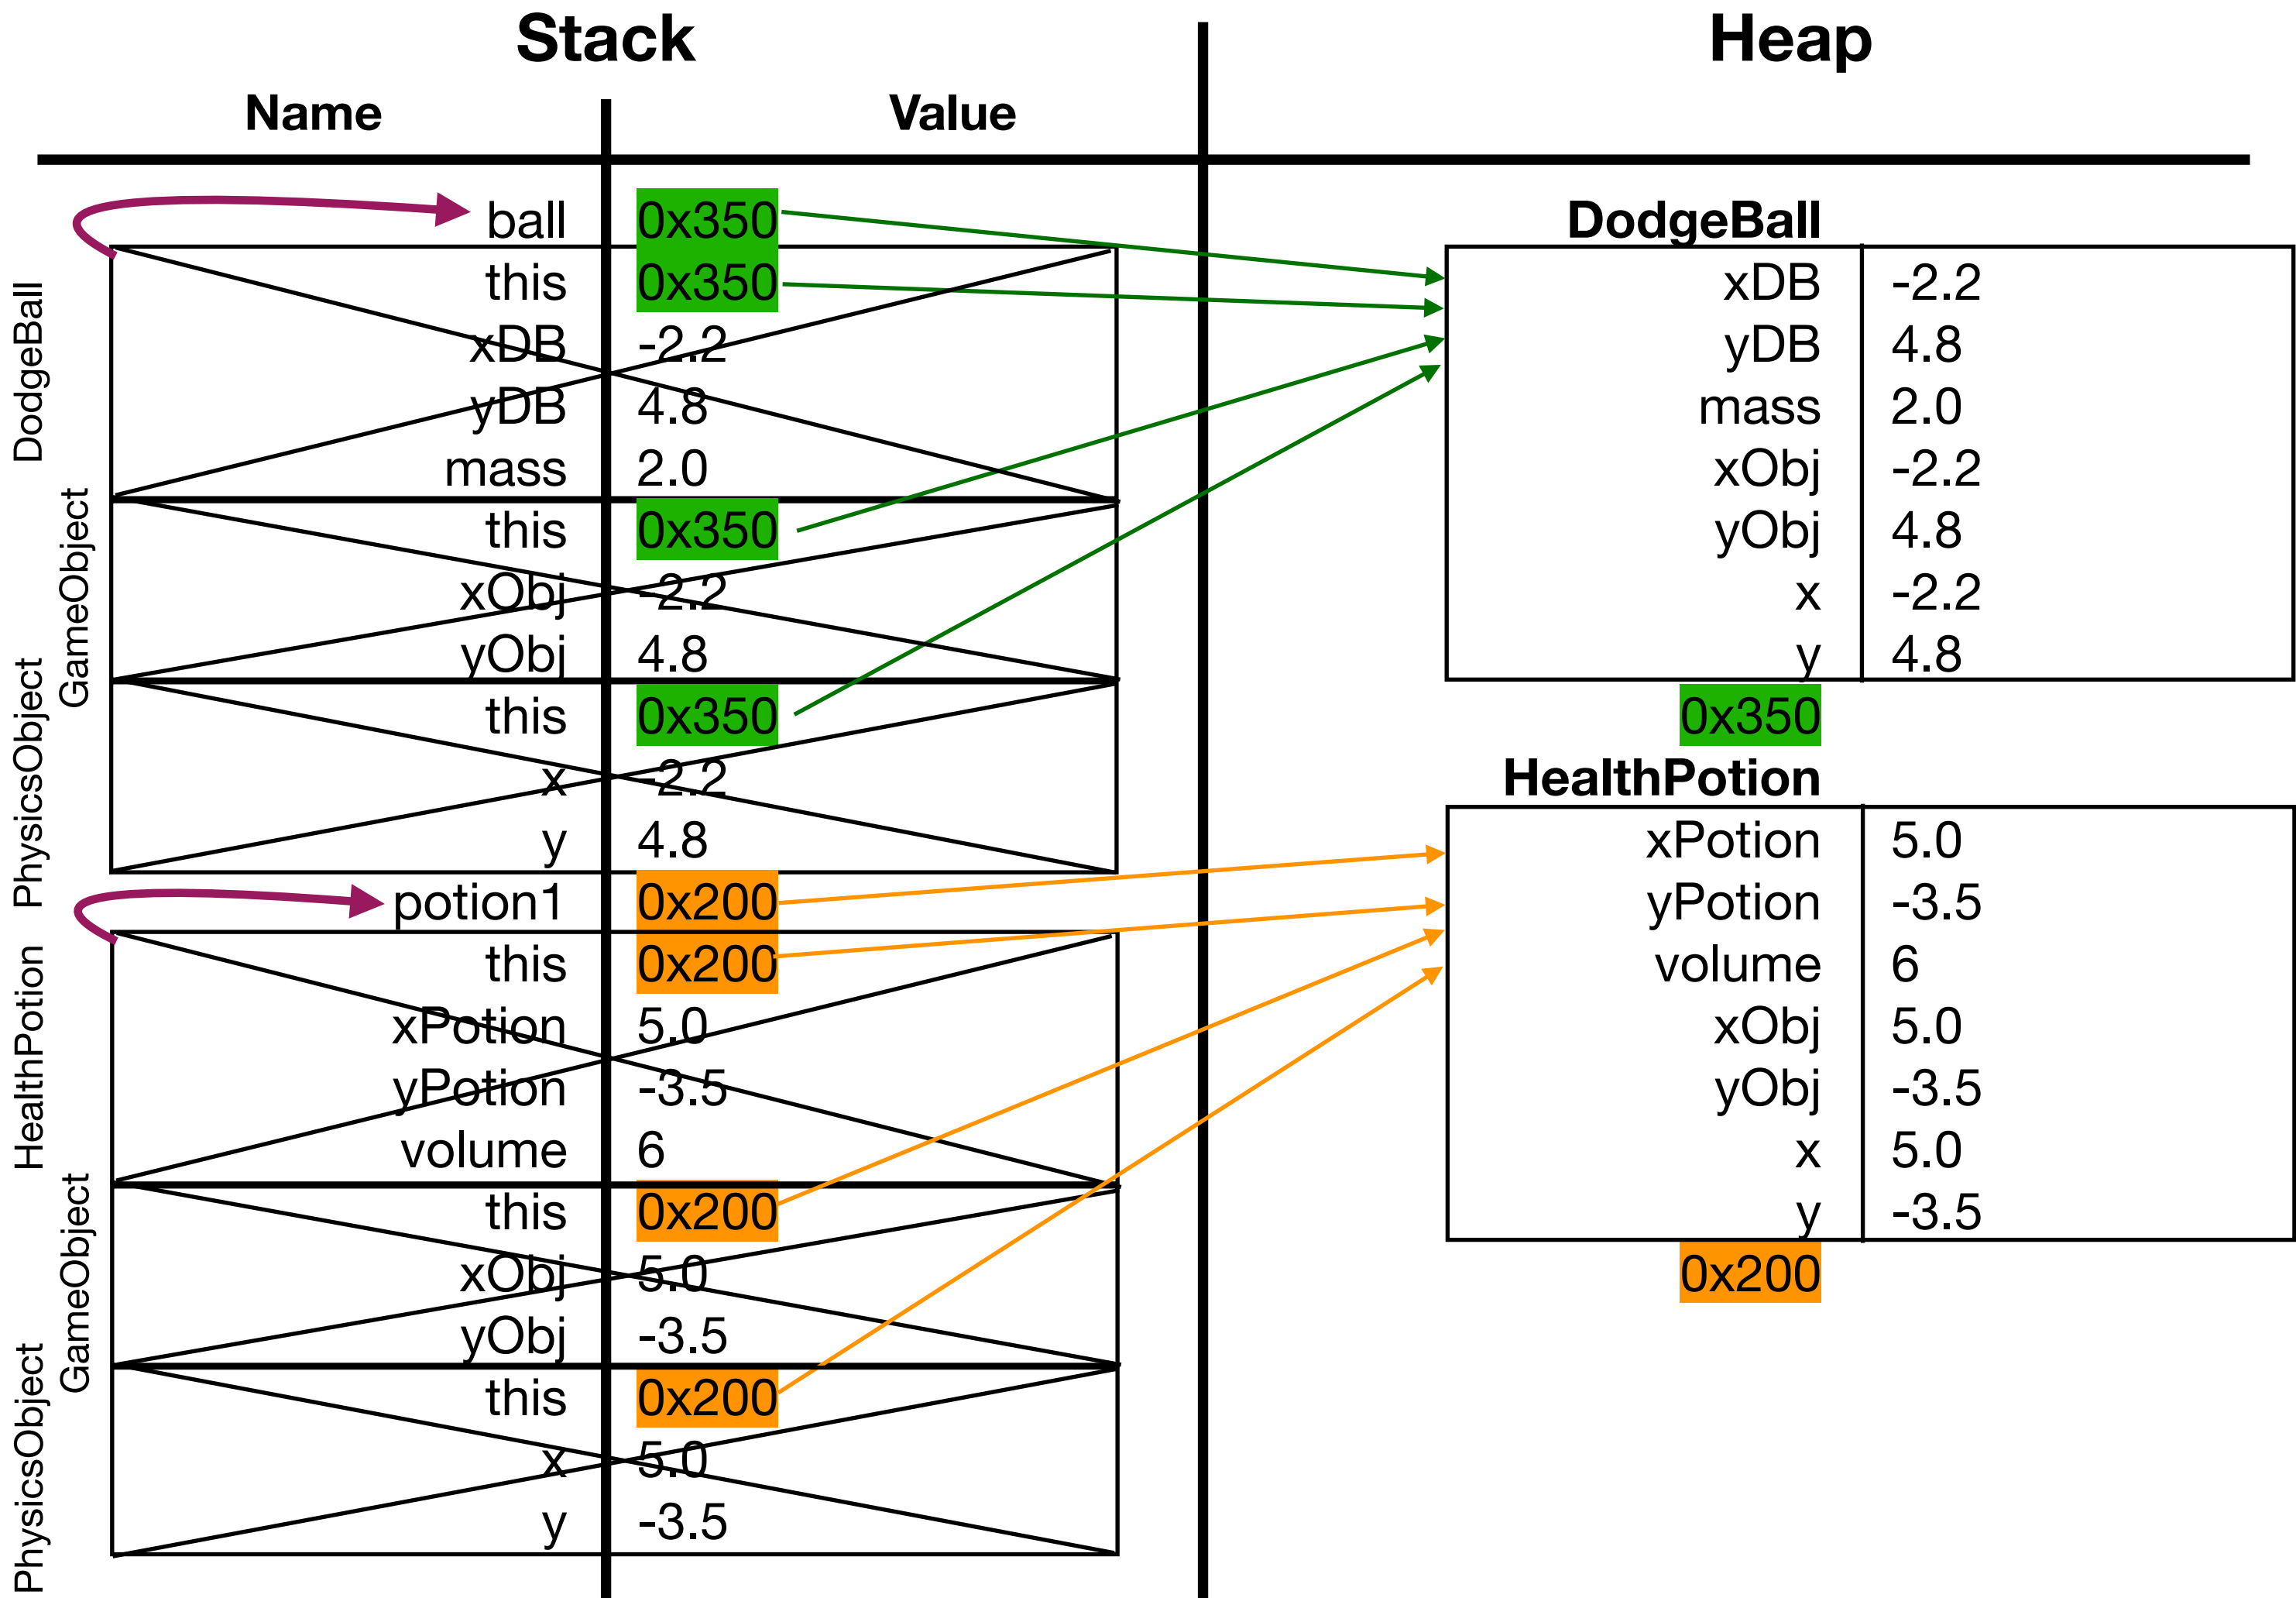 Stack
Heap
Name Value
ball 0x350
this 0x350
xDB -2.2
yDB 4.8
mass 2.0
this 0x350
xObj -2.2
yObj 4.8
this 0x350
x -2.2
y 4.8
potion1 0x200
this 0x200
xPotion 5.0
yPotion -3.5
volume 6
this 0x200
xObj 5.0
yObj -3.5
this 0x200
x 5.0
y -3.5
DodgeBall
GameObject
PhysicsObject
HealthPotion
GameObject
PhysicsObject
DodgeBall
xDB -2.2
yDB 4.8
mass 2.0
xObj -2.2
yObj 4.8
x -2.2
y 4.8
0x350
HealthPotion
xPotion 5.0
yPotion -3.5
volume 6
xObj 5.0
yObj -3.5
x 5.0
y -3.5
0x200